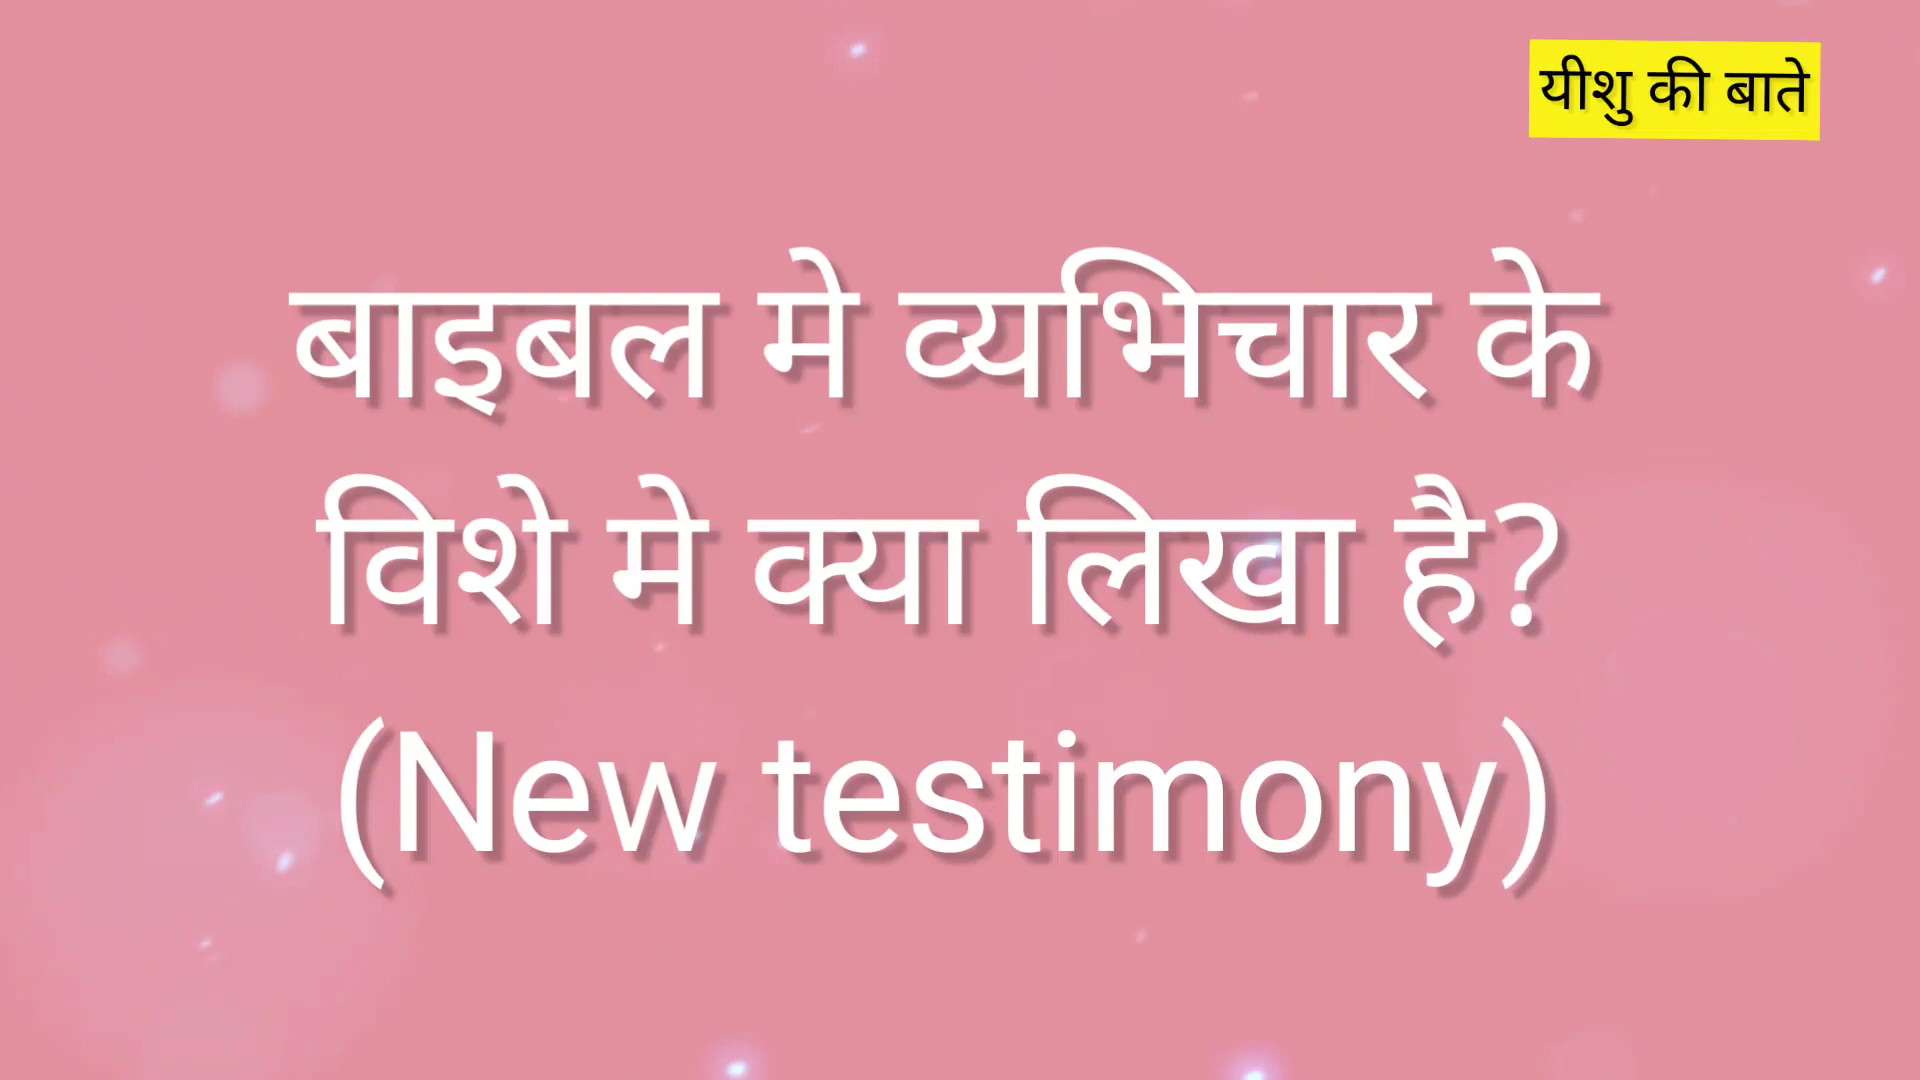 यीशु की बाते
बाइबल मे व्यभिचार के
विशे मे क्या लिखा है?
(New testimony)